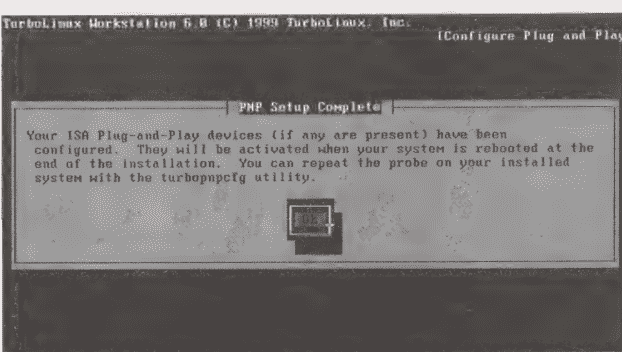 TurboLinux Workstation 6.0 (C) 1999 TurboLinux, Inc.
[Configure Plug and Play
PNP Setup Complete
Your ISA Plug-and-Play devices (if any are present) have been
configured. They will be activated when your system is rebooted at the
end of the installation. You can repeat the probe on your installed
system with the turbopnpcfg utility.
OK